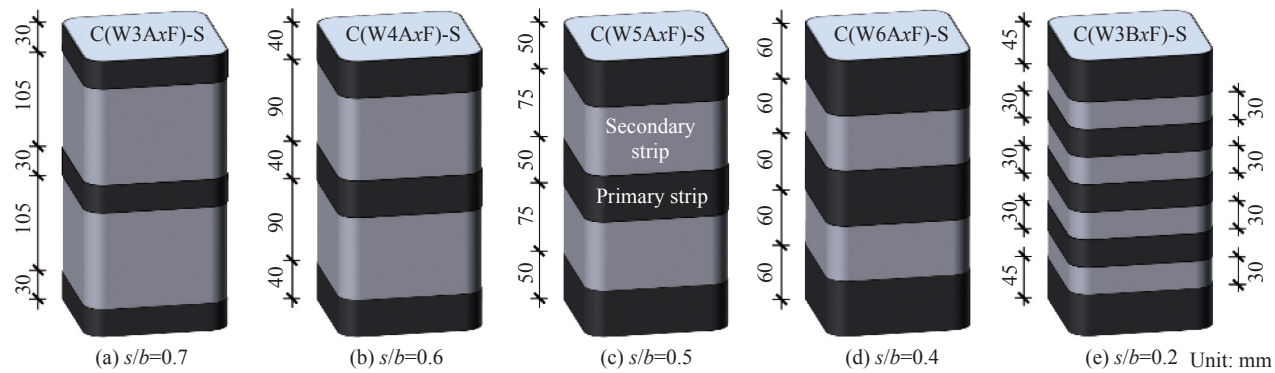 C(W3AxF)-S
30
105
30
105
30
(a) s/b=0.7
C(W4AxF)-S
40
90
40
90
40
(b) s/b=0.6
C(W5AxF)-S
50
75
50
75
50
Secondary
strip
Primary strip
(c) s/b=0.5
C(W6AxF)-S
60
60
60
60
60
(d) s/b=0.4
C(W3BxF)-S
45
30
30
30
45
30
30
30
30
(e) s/b=0.2
Unit: mm